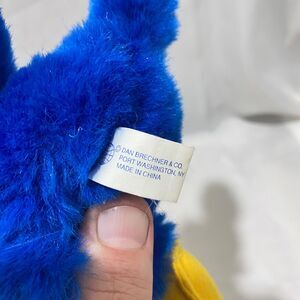 © DAN BRECHNER & CO.
PORT WASHINGTON, NY
MADE IN CHINA